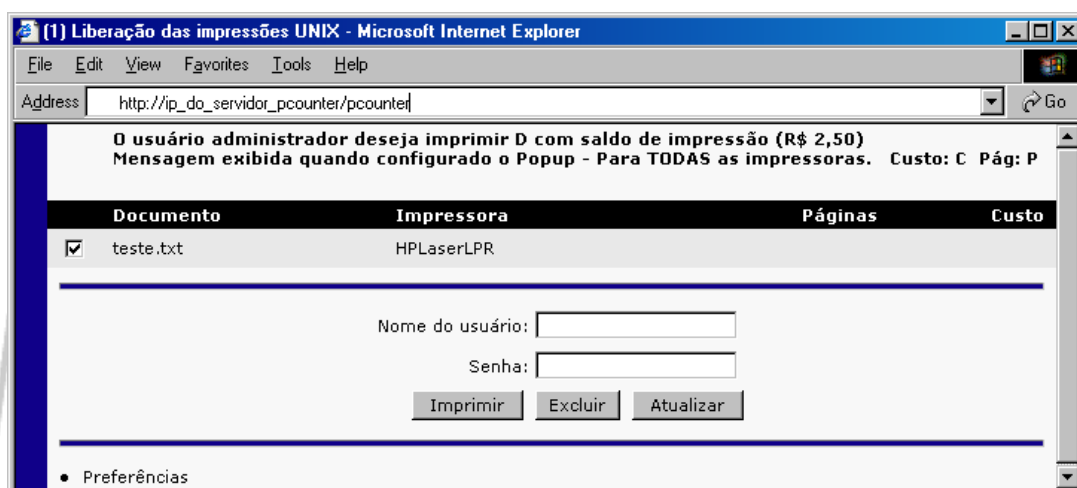 (1) Liberação das impressões UNIX - Microsoft Internet Explorer
File Edit View Favorites Tools Help
Address http://ip_do_servidor_pcounter/pcounter Go
O usuário administrador deseja imprimir D com saldo de impressão (R$ 2,50)
Mensagem exibida quando configurado o Popup - Para TODAS as impressoras. Custo: C Pág: P
Documento Impressora Páginas Custo
teste.txt HPLaserLPR
Nome do usuário:
Senha:
Imprimir Excluir Atualizar
• Preferências